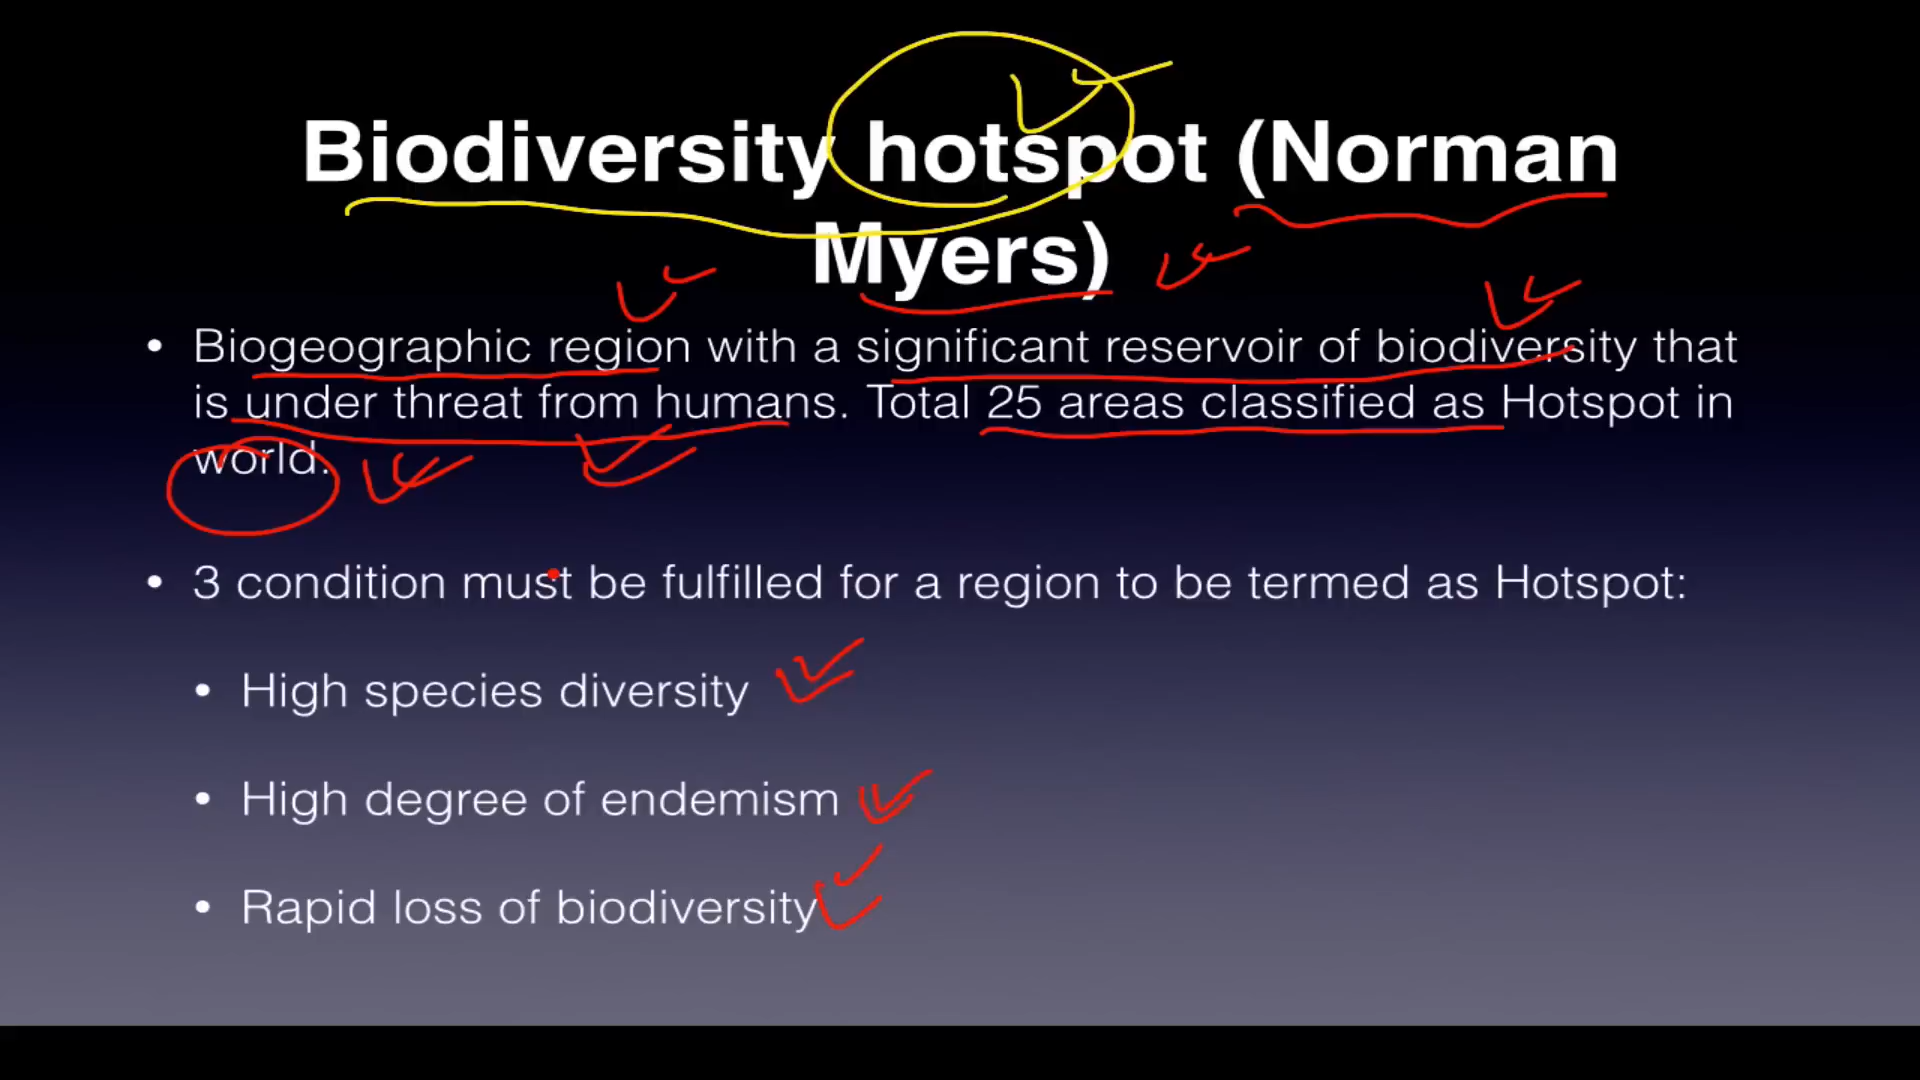 Biodiversity hotspot (Norman
Myers)
• Biogeographic region with a significant reservoir of biodiversity that
is under threat from humans. Total 25 areas classified as Hotspot in
world.
• 3 condition must be fulfilled for a region to be termed as Hotspot:
• High species diversity
• High degree of endemism
• Rapid loss of biodiversity